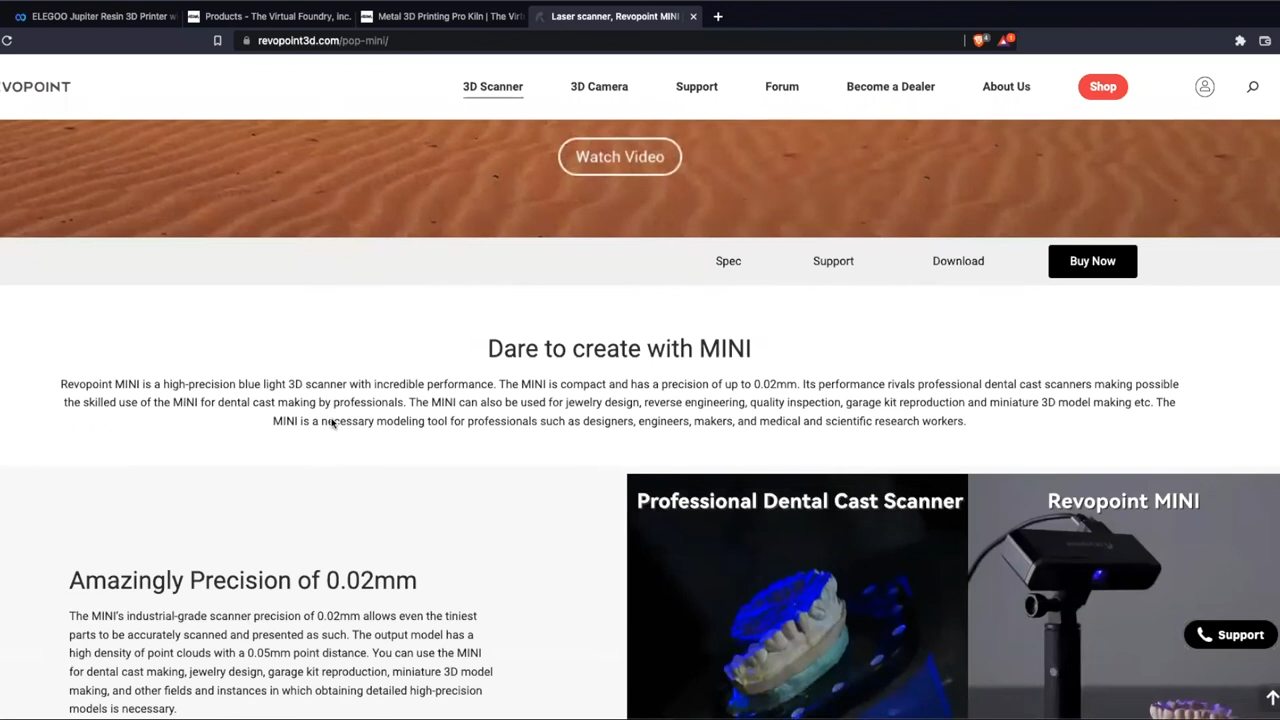 ELEGOO Jupiter Resin 3D Printer w
Products - The Virtual Foundry, inc.
Metal 3D Printing Pro Kiln | The Virt
Laser scanner, Revopoint MINI
revopoint3d.com/pop-mini/
4
1
VOPOINT
3D Scanner
3D Camera
Support
Forum
Become a Dealer
About Us
Shop
Watch Video
Spec
Support
Download
Buy Now
Dare to create with MINI
Revopoint MINI is a high-precision blue light 3D scanner with incredible performance. The MINI is compact and has a precision of up to 0.02mm. Its performance rivals professional dental cast scanners making possible
the skilled use of the MINI for dental cast making by professionals. The MINI can also be used for jewelry design, reverse engineering, quality inspection, garage kit reproduction and miniature 3D model making etc. The
MINI is a necessary modeling tool for professionals such as designers, engineers, makers, and medical and scientific research workers.
Professional Dental Cast Scanner
Revopoint MINI
Amazingly Precision of 0.02mm
The MINI's industrial-grade scanner precision of 0.02mm allows even the tiniest
parts to be accurately scanned and presented as such. The output model has a
high density of point clouds with a 0.05mm point distance. You can use the MINI
for dental cast making, jewelry design, garage kit reproduction, miniature 3D model
making, and other fields and instances in which obtaining detailed high-precision
models is necessary.
Support